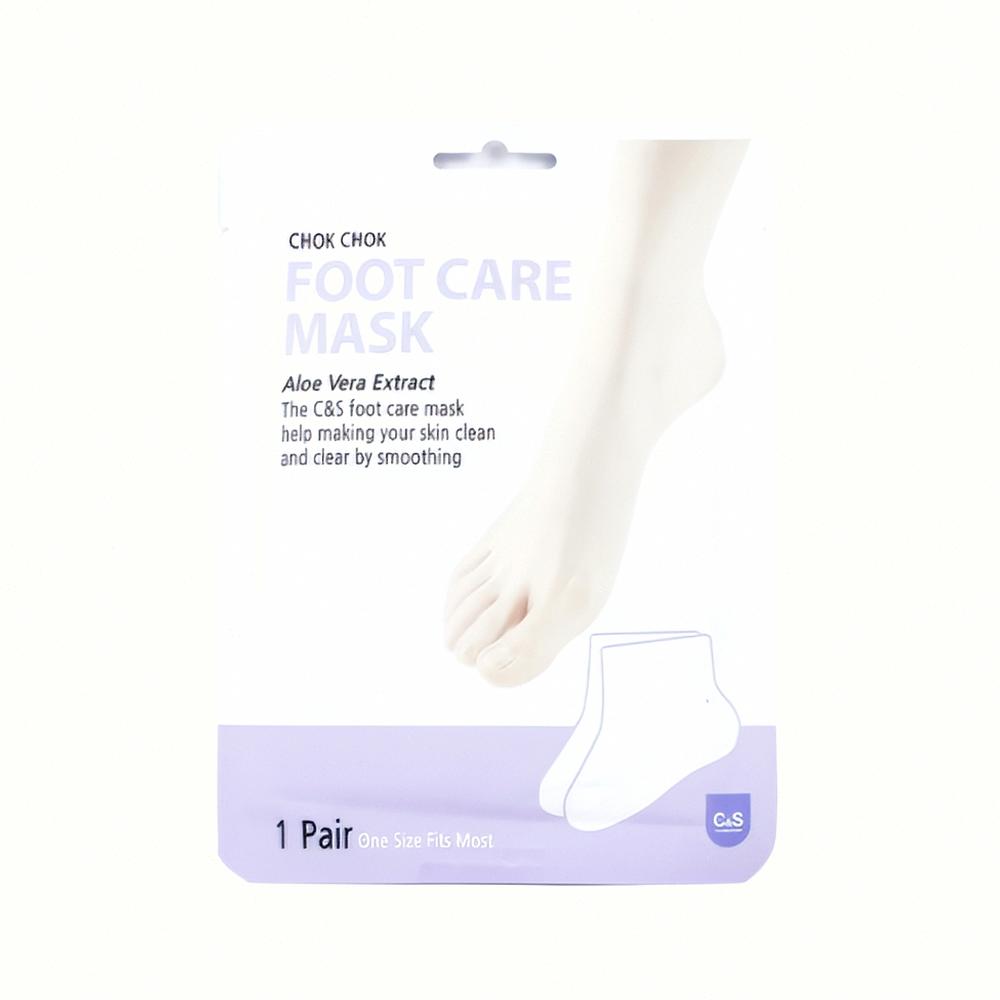 CHOK CHOK
FOOT CARE
MASK
Aloe Vera Extract
The C&S foot care mask
help making your skin clean
and clear by smoothing
1 Pair One Size Fits Most
C&S